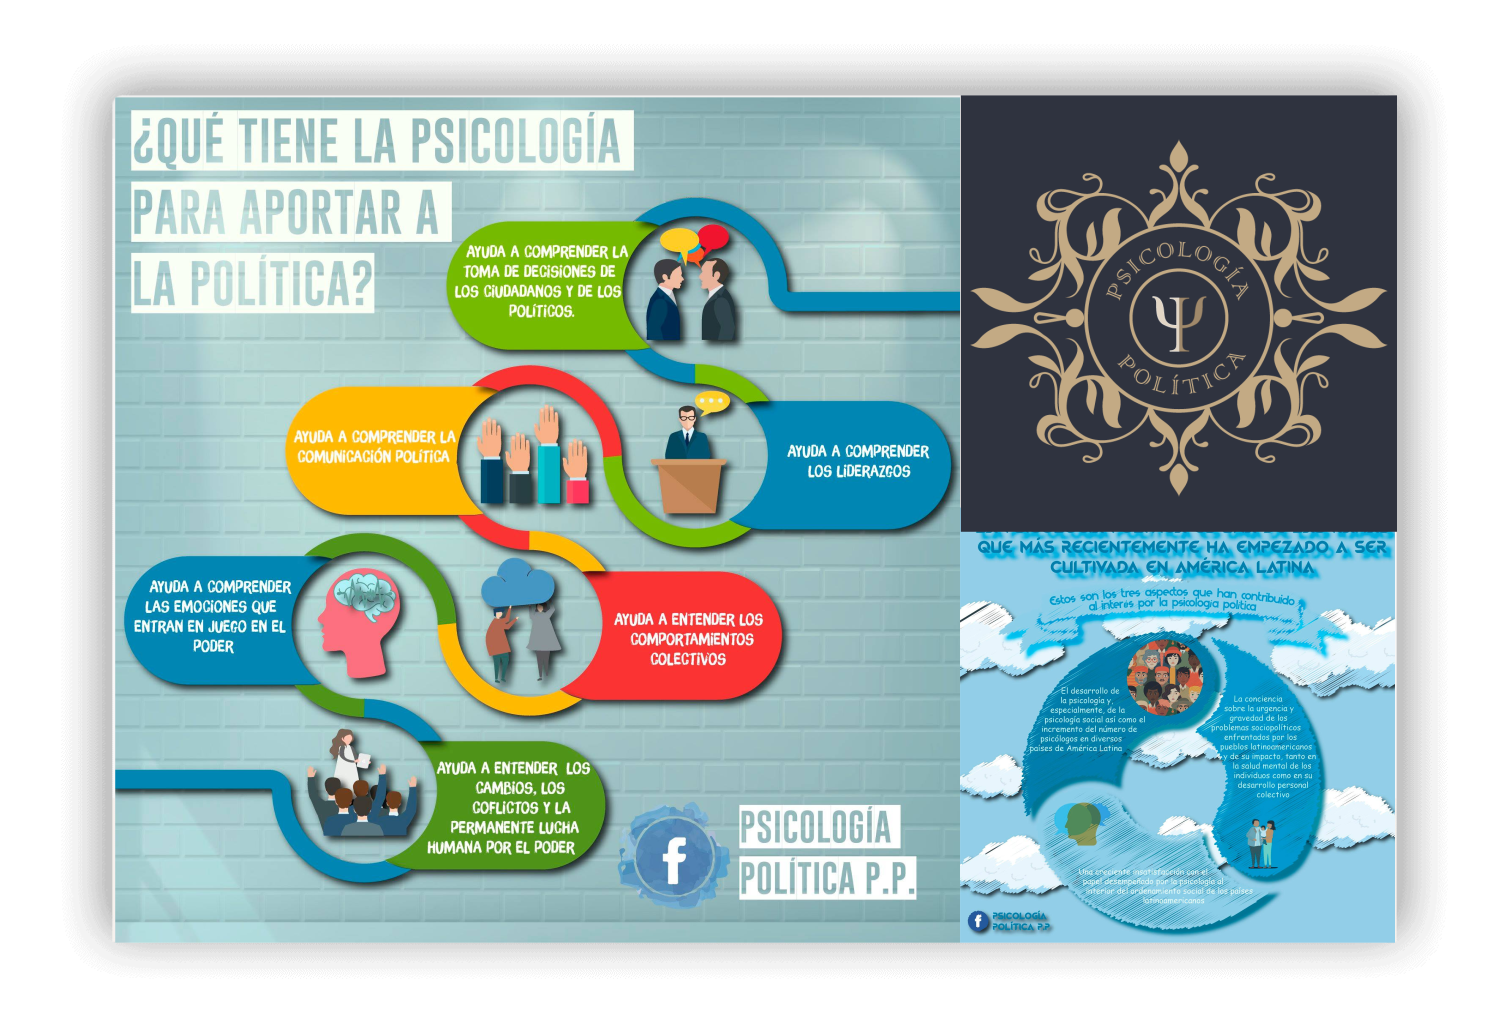 ¿QUÉ TIENE LA PSICOLOGÍA
PARA APORTAR A
LA POLÍTICA?
AYUDA A COMPRENDER LA
TOMA DE DECISIONES DE
LOS CIUDADANOS Y DE LOS
POLÍTICOS.
AYUDA A COMPRENDER
LOS LIDERAZGOS
AYUDA A COMPRENDER LA
COMUNICACIÓN POLITICA
AYUDA A ENTENDER LOS
COMPORTAMIENTOS
COLECTIVOS
AYUDA A COMPRENDER
LAS EMOCIONES QUE
ENTRAN EN JUEGO EN EL
PODER
AYUDA A ENTENDER LOS
CAMBIOS, LOS
COFLICTOS Y LA
PERMANENTE LUCHA
HUMANA POR EL PODER
f
PSICOLOGÍA
POLÍTICA P.P.
PSICOLOGÍA
Ψ
POLÍTICA
QUE MÁS RECIENTEMENTE HA EMPEZADO A SER
CULTIVADA EN AMÉRICA LATINA
Estos son los tres aspectos que han contribuido
al interés por la psicología política
El desarrollo de
la psicología y,
especialmente, de la
psicología social así como el
incremento del número de
psicólogos en diversos
países de América Latina
La conciencia
sobre la urgencia y
gravedad de los
problemas sociopolíticos
enfrentados por los
pueblos latinoamericanos
y de su impacto, tanto en
la salud mental de los
individuos como en su
desarrollo personal
colectivo
Una creciente insatisfacción con el
papel desempeñado por la psicología al
interior del ordenamiento social de los países
latinoamericanos
f
PSICOLOGÍA
POLÍTICA P.P.